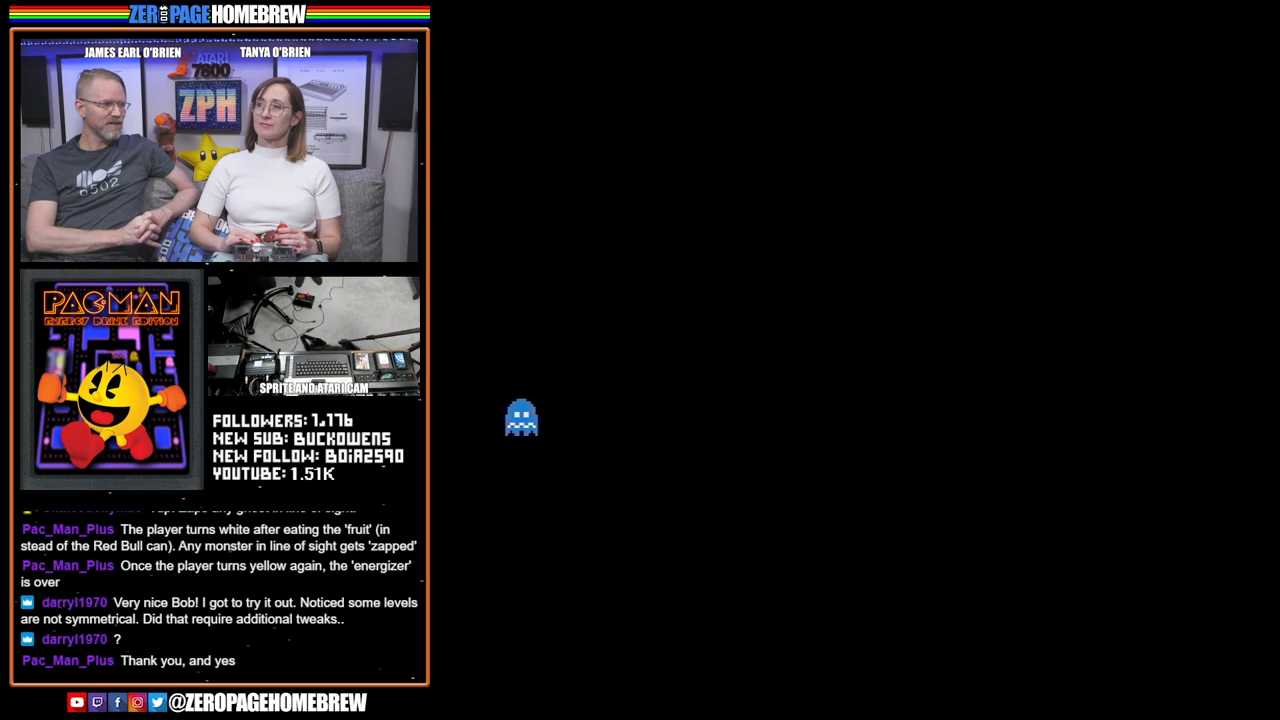 ZERO PAGE HOMEBREW
JAMES EARL O'BRIEN
TANYA O'BRIEN
ATARI
7800
ZPH
6502
PAC-MAN
ENERGY DRINK EDITION
SPRITE AND ATARI CAM
FOLLOWERS: 1,176
NEW SUB: BUCKOWENS
NEW FOLLOW: BOIA2590
YOUTUBE: 1.51K
Pac_Man_Plus The player turns white after eating the 'fruit' (in
stead of the Red Bull can). Any monster in line of sight gets 'zapped'
Pac_Man_Plus Once the player turns yellow again, the 'energizer'
is over
darryl1970 Very nice Bob! I got to try it out. Noticed some levels
are not symmetrical. Did that require additional tweaks..
darryl1970 ?
Pac_Man_Plus Thank you, and yes
@ZEROPAGEHOMEBREW